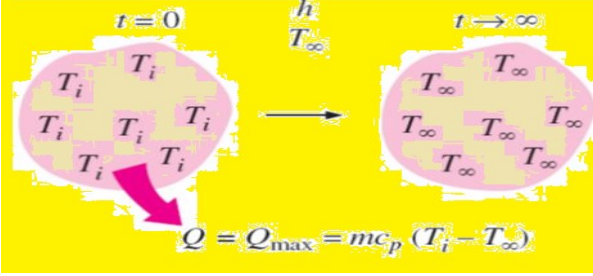 t = 0 h t → ∞
T∞
Ti Ti Ti Ti Ti Ti Ti
T∞ T∞ T∞ T∞ T∞ T∞ T∞
Q = Qmax = mcp (Ti – T∞)